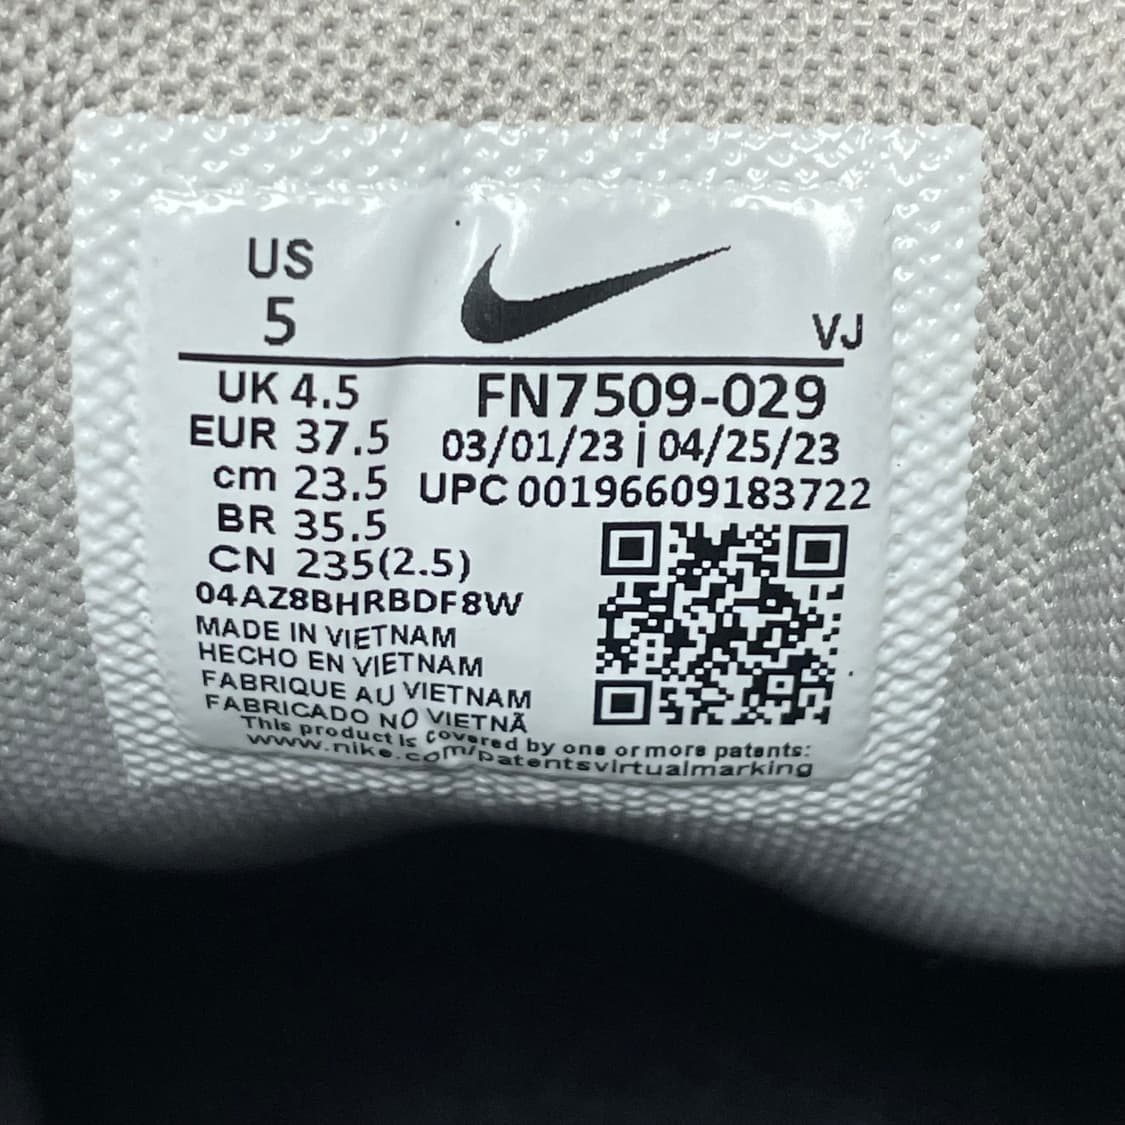 US
5
VJ
UK 4.5
FN7509-029
EUR 37.5
03/01/23 | 04/25/23
cm 23.5
UPC 00196609183722
BR 35.5
CN 235(2.5)
04AZ8BHRBDF8W
MADE IN VIETNAM
HECHO EN VIETNAM
FABRIQUE AU VIETNAM
FABRICADO NO VIETNÃ
This product is covered by one or more patents:
www.nike.com/patentsvirtualmarking